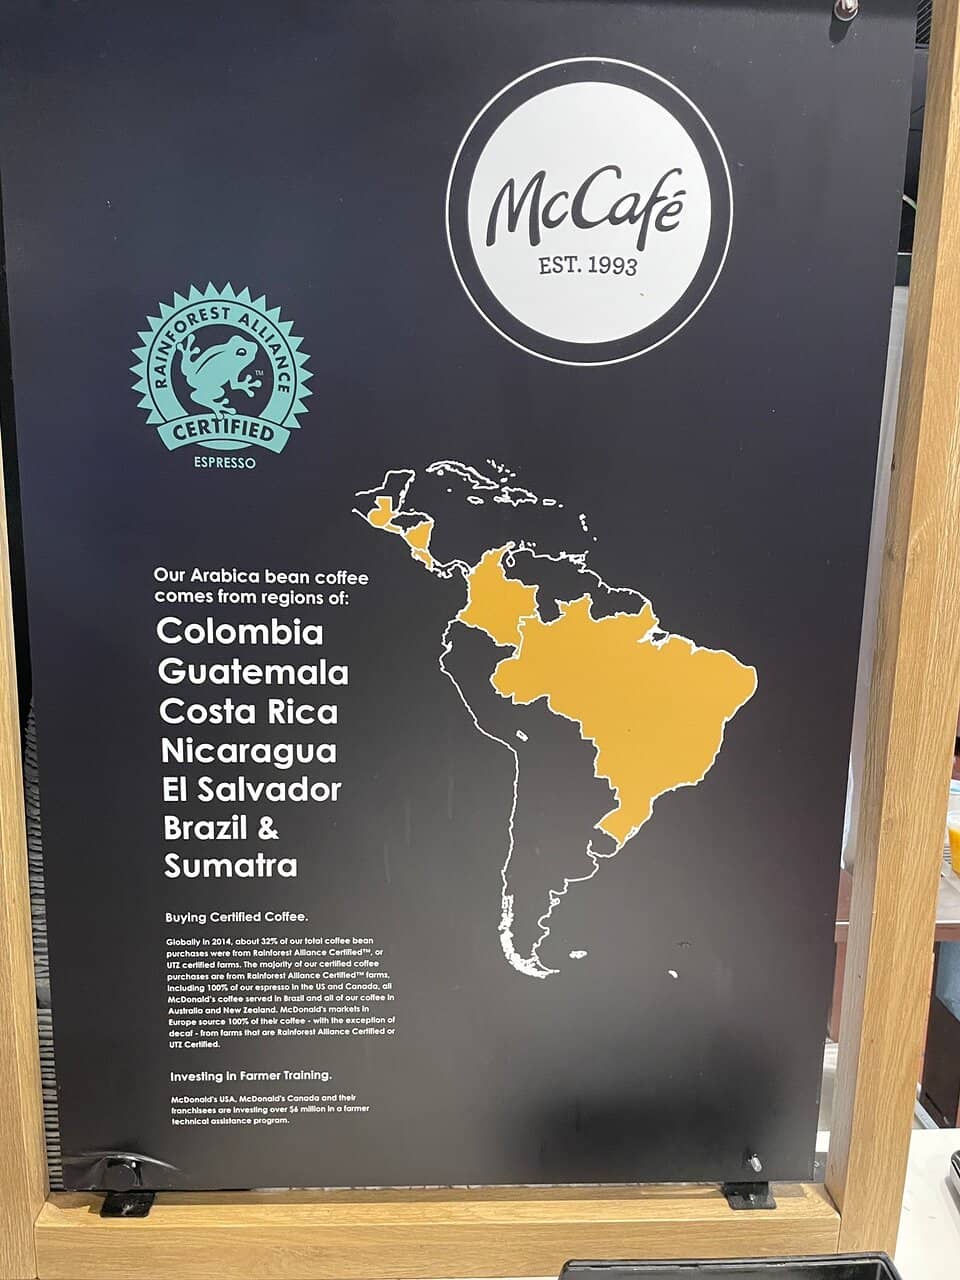 McCafé
EST. 1993
RAINFOREST ALLIANCE
TM
CERTIFIED
ESPRESSO
Our Arabica bean coffee
comes from regions of:
Colombia
Guatemala
Costa Rica
Nicaragua
El Salvador
Brazil &
Sumatra
Buying Certified Coffee.
Globally in 2014, about 32% of our total coffee bean
purchases were from Rainforest Alliance Certified™, or
UTZ certified farms. The majority of our certified coffee
purchases are from Rainforest Alliance Certified™ farms,
including 100% of our espresso in the US and Canada, all
McDonald's coffee served in Brazil and all of our coffee in
Australia and New Zealand. McDonald's markets in
Europe source 100% of their coffee - with the exception of
decaf - from farms that are Rainforest Alliance Certified or
UTZ Certified.
Investing in Farmer Training.
McDonald's USA, McDonald's Canada and their
franchisees are investing over $6 million in a farmer
technical assistance program.